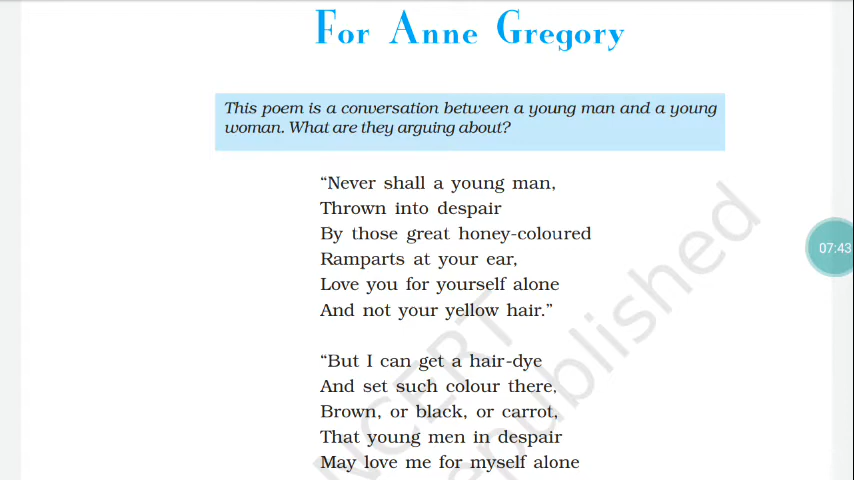 For Anne Gregory
This poem is a conversation between a young man and a young
woman. What are they arguing about?
“Never shall a young man,
Thrown into despair
By those great honey-coloured
Ramparts at your ear,
Love you for yourself alone
And not your yellow hair.”
“But I can get a hair-dye
And set such colour there,
Brown, or black, or carrot,
That young men in despair
May love me for myself alone
07:43
NCERT
republished